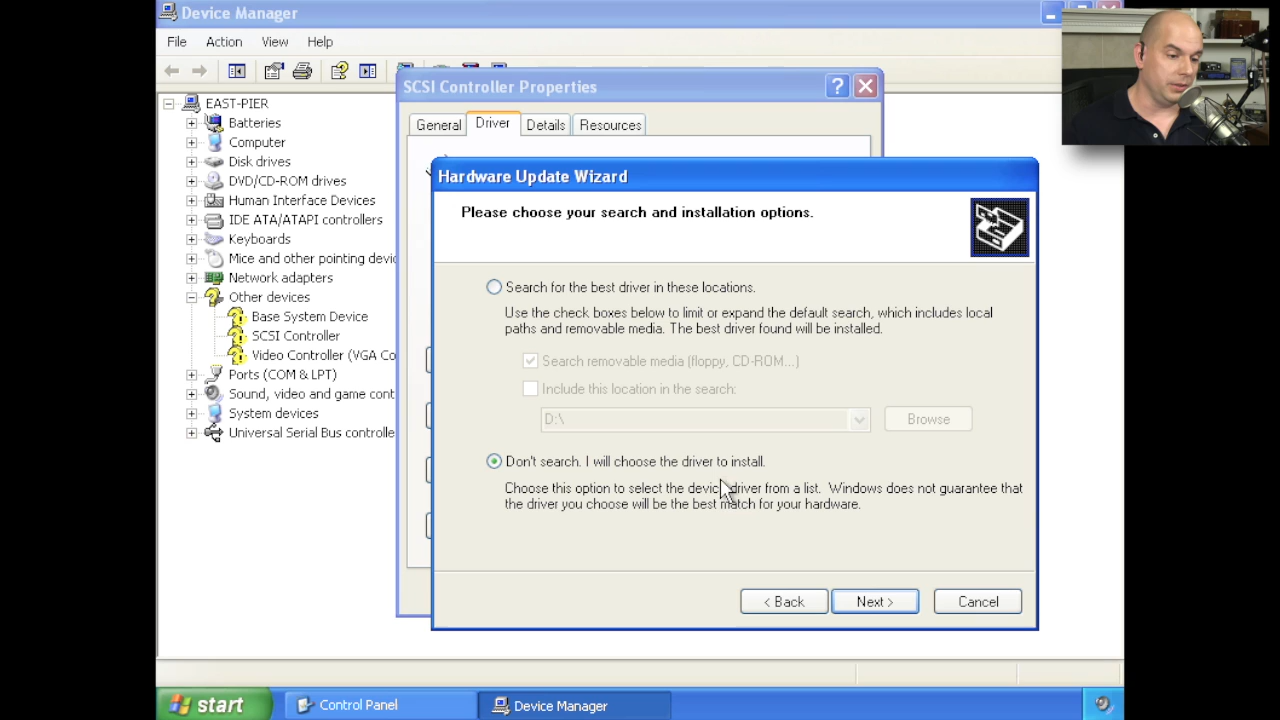 Device Manager
File Action View Help
EAST-PIER
Batteries
Computer
Disk drives
DVD/CD-ROM drives
Human Interface Devices
IDE ATA/ATAPI controllers
Keyboards
Mice and other pointing devic
Network adapters
Other devices
Base System Device
SCSI Controller
Video Controller (VGA Co
Ports (COM & LPT)
Sound, video and game cont
System devices
Universal Serial Bus controlle
SCSI Controller Properties
General Driver Details Resources
Hardware Update Wizard
Please choose your search and installation options.
Search for the best driver in these locations.
Use the check boxes below to limit or expand the default search, which includes local
paths and removable media. The best driver found will be installed.
Search removable media (floppy, CD-ROM...)
Include this location in the search:
D:\ Browse
Don't search. I will choose the driver to install.
Choose this option to select the device driver from a list. Windows does not guarantee that
the driver you choose will be the best match for your hardware.
< Back Next > Cancel
start Control Panel Device Manager